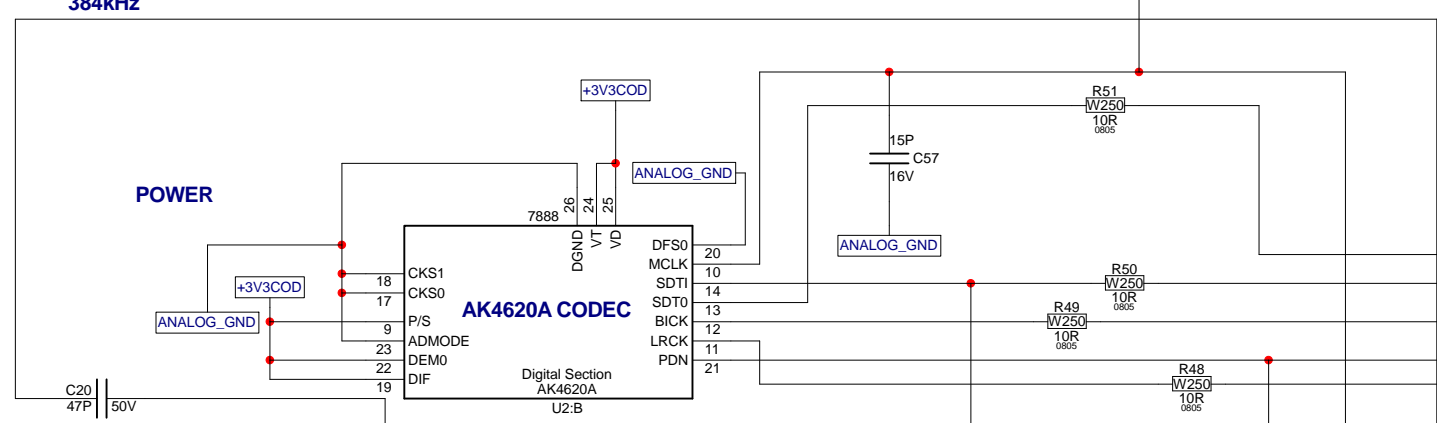 384kHz
+3V3COD
R51
W250
10R
0805
15P
C57
16V
ANALOG_GND
POWER
7888
26
24
25
DGND
VT
VD
DFS0
20
MCLK
10
SDTI
14
SDT0
13
BICK
12
LRCK
11
PDN
21
ANALOG_GND
+3V3COD
ANALOG_GND
CKS1
18
CKS0
17
P/S
9
ADMODE
23
DEM0
22
DIF
19
AK4620A CODEC
Digital Section
AK4620A
U2:B
R50
W250
10R
0805
R49
W250
10R
0805
R48
W250
10R
0805
C20
47P
50V